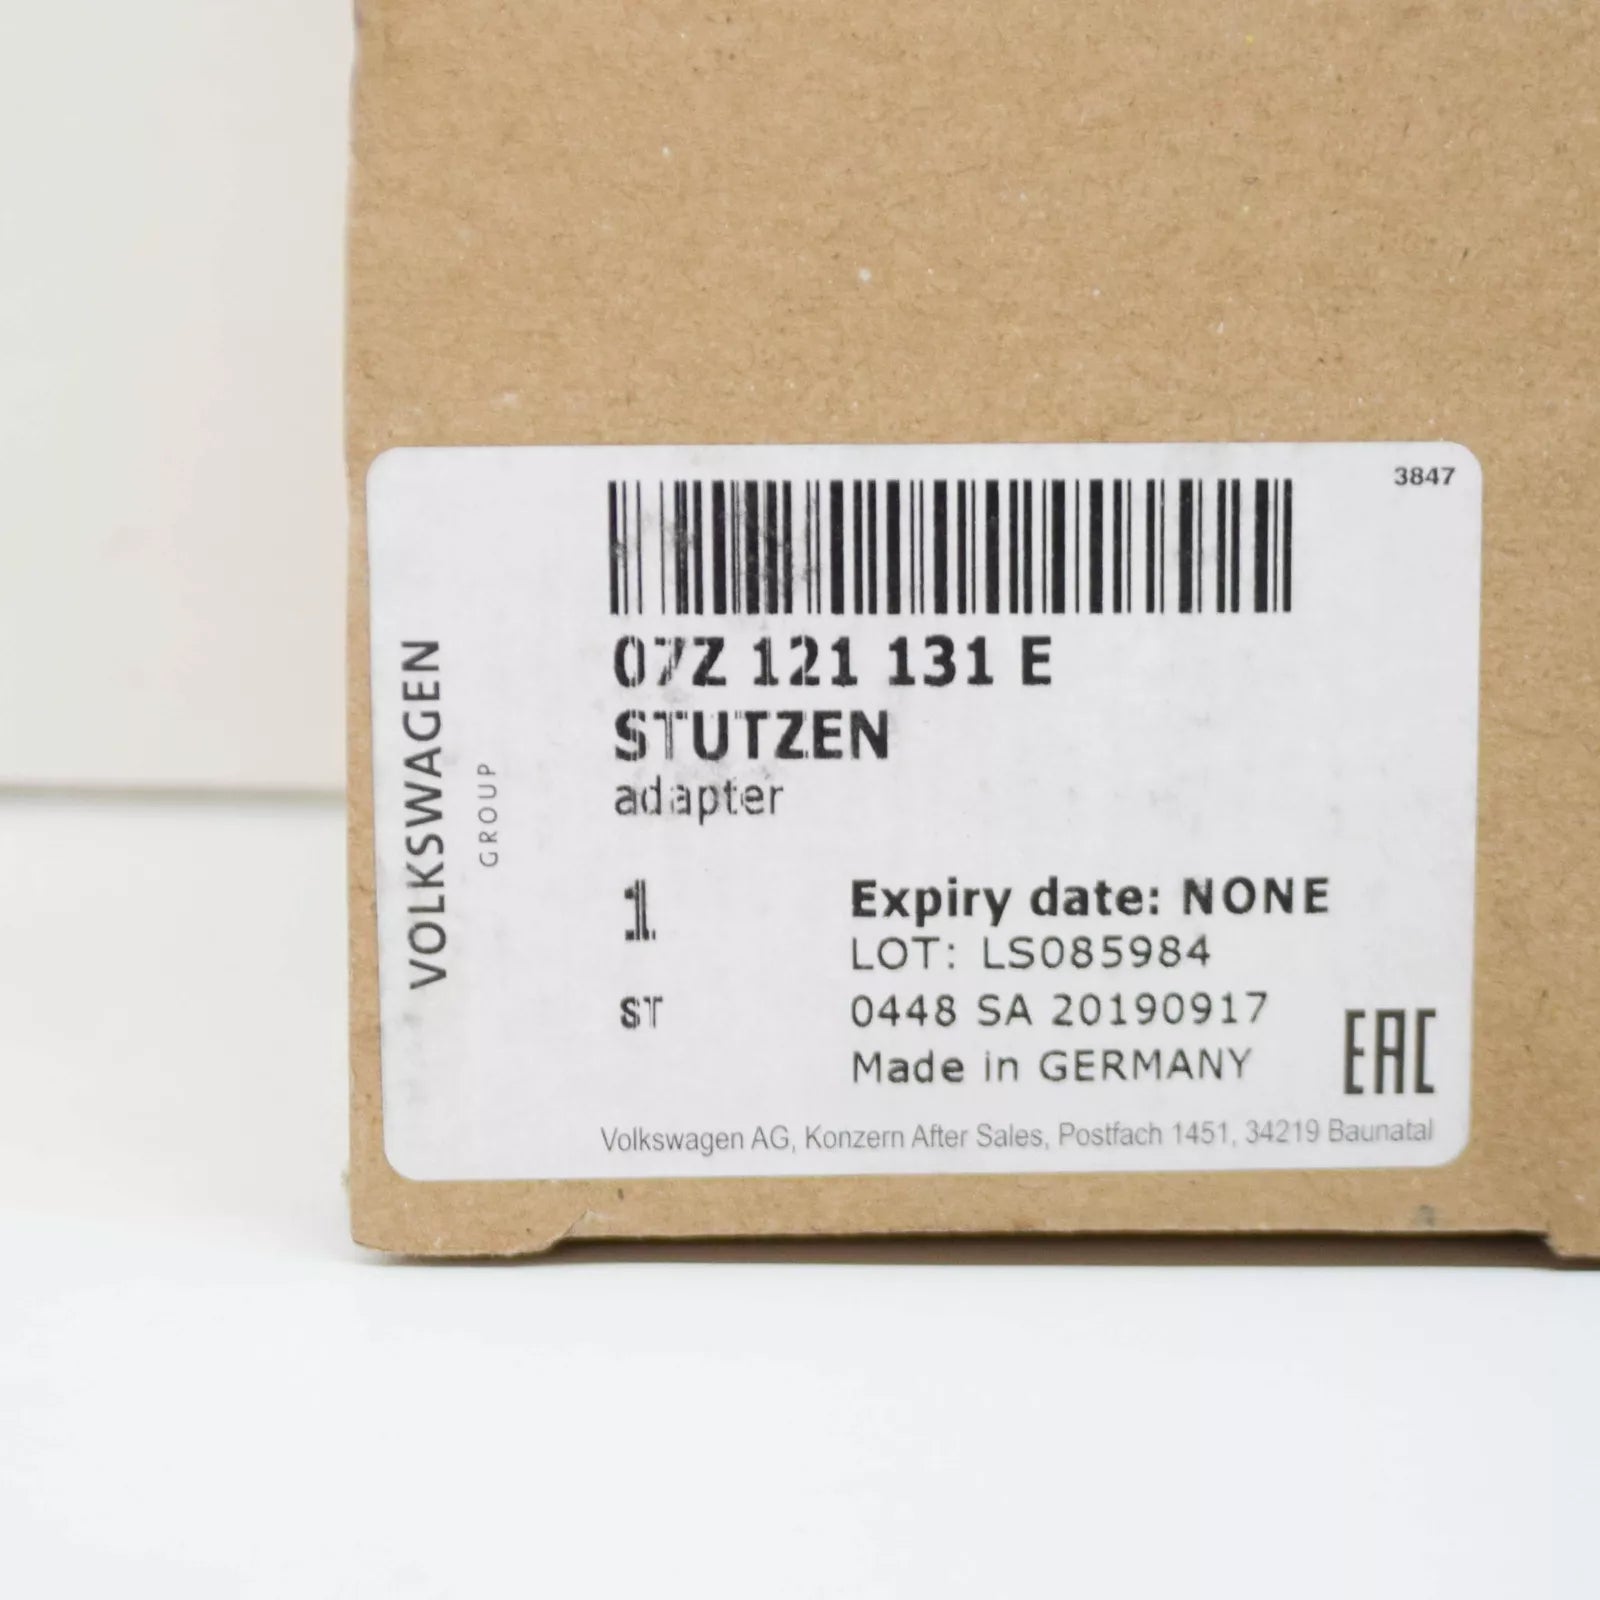 3847
07Z 121 131 E
STUTZEN
adapter
VOLKSWAGEN
GROUP
1
Expiry date: NONE
LOT: LS085984
ST
0448 SA 20190917
Made in GERMANY
EAC
Volkswagen AG, Konzern After Sales, Postfach 1451, 34219 Baunatal